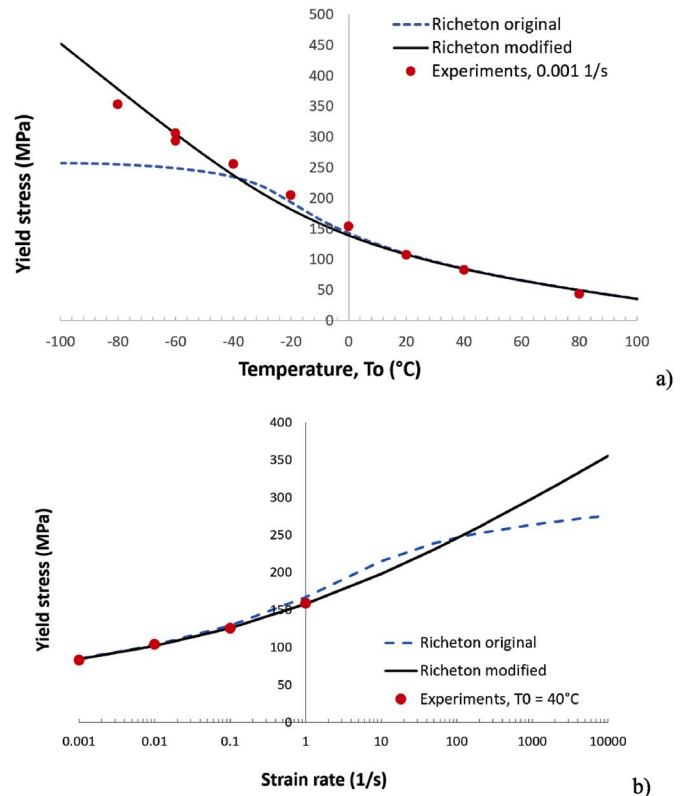 500
450
400
350
300
250
200
150
100
50
0
Richeton original
Richeton modified
Experiments, 0.001 1/s
Yield stress (MPa)
-100 -80 -60 -40 -20 0 20 40 60 80 100
Temperature, To (°C)
a)
400
350
300
250
200
150
100
50
0
Yield stress (MPa)
Richeton original
Richeton modified
Experiments, T0 = 40°C
0.001 0.01 0.1 1 10 100 1000 10000
Strain rate (1/s)
b)